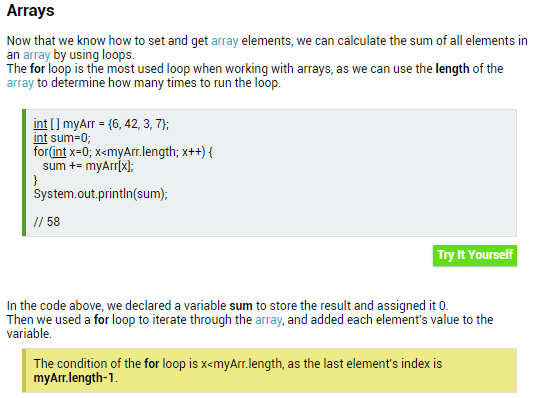 Arrays
Now that we know how to set and get array elements, we can calculate the sum of all elements in
an array by using loops.
The for loop is the most used loop when working with arrays, as we can use the length of the
array to determine how many times to run the loop.
int [ ] myArr = {6, 42, 3, 7};
int sum=0;
for(int x=0; x<myArr.length; x++) {
sum += myArr[x];
}
System.out.println(sum);
// 58
Try It Yourself
In the code above, we declared a variable sum to store the result and assigned it 0.
Then we used a for loop to iterate through the array, and added each element's value to the
variable.
The condition of the for loop is x<myArr.length, as the last element's index is
myArr.length-1.